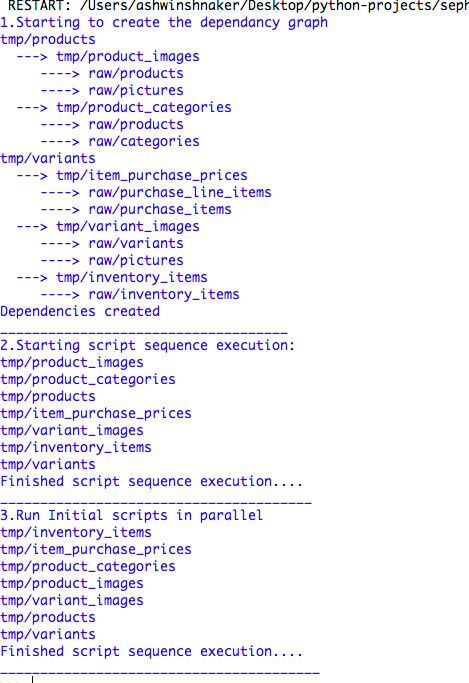 RESTART: /Users/ashwinshnaker/Desktop/python-projects/seph
1.Starting to create the dependancy graph
tmp/products
---> tmp/product_images
----> raw/products
----> raw/pictures
---> tmp/product_categories
----> raw/products
----> raw/categories
tmp/variants
---> tmp/item_purchase_prices
----> raw/purchase_line_items
----> raw/purchase_items
---> tmp/variant_images
----> raw/variants
----> raw/pictures
---> tmp/inventory_items
----> raw/inventory_items
Dependencies created
____________________________________
2.Starting script sequence execution:
tmp/product_images
tmp/product_categories
tmp/products
tmp/item_purchase_prices
tmp/variant_images
tmp/inventory_items
tmp/variants
Finished script sequence execution....
_______________________________________
3.Run Initial scripts in parallel
tmp/inventory_items
tmp/item_purchase_prices
tmp/product_categories
tmp/product_images
tmp/variant_images
tmp/products
tmp/variants
Finished script sequence execution....
________________________________________